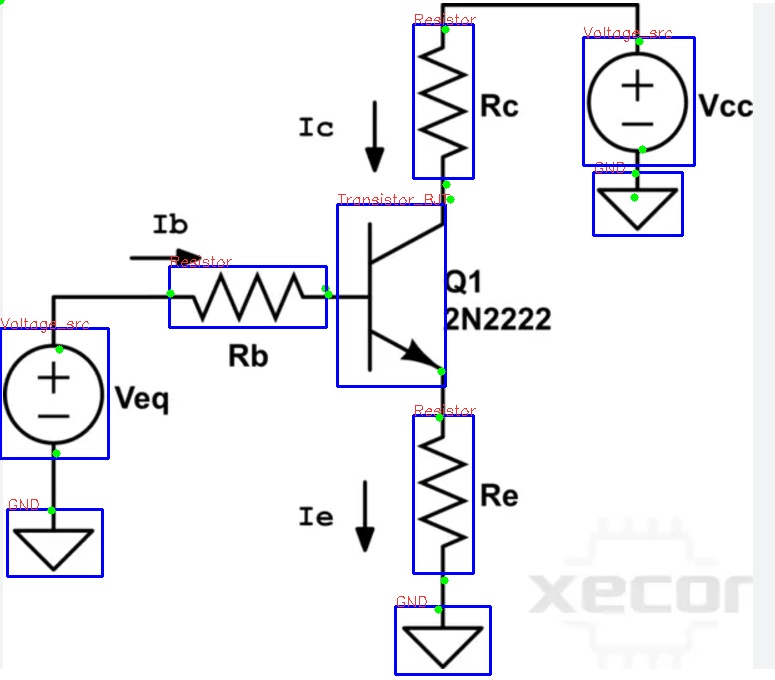 Resistor
Voltage_src
Rc
Vcc
Ic
GND
Transistor_BJT
Ib
Resistor
Q1
2N2222
Voltage_src
Rb
Veq
Resistor
Re
GND
Ie
xecor
GND